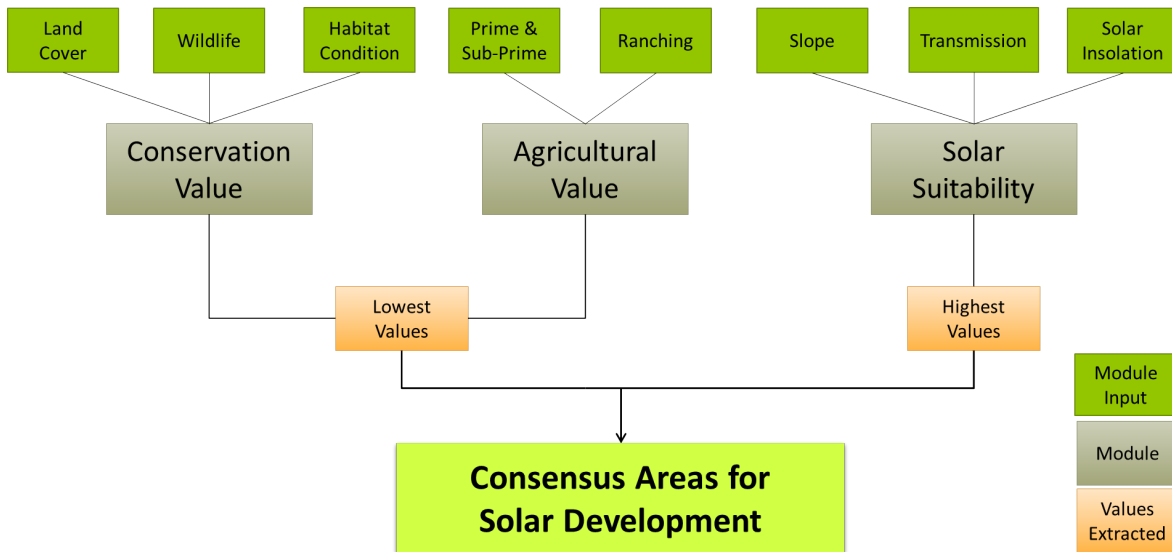 Land
Cover
Wildlife
Habitat
Condition
Prime &
Sub-Prime
Ranching
Slope
Transmission
Solar
Insolation
Conservation
Value
Agricultural
Value
Solar
Suitability
Lowest
Values
Highest
Values
Module
Input
Module
Values
Extracted
Consensus Areas for
Solar Development